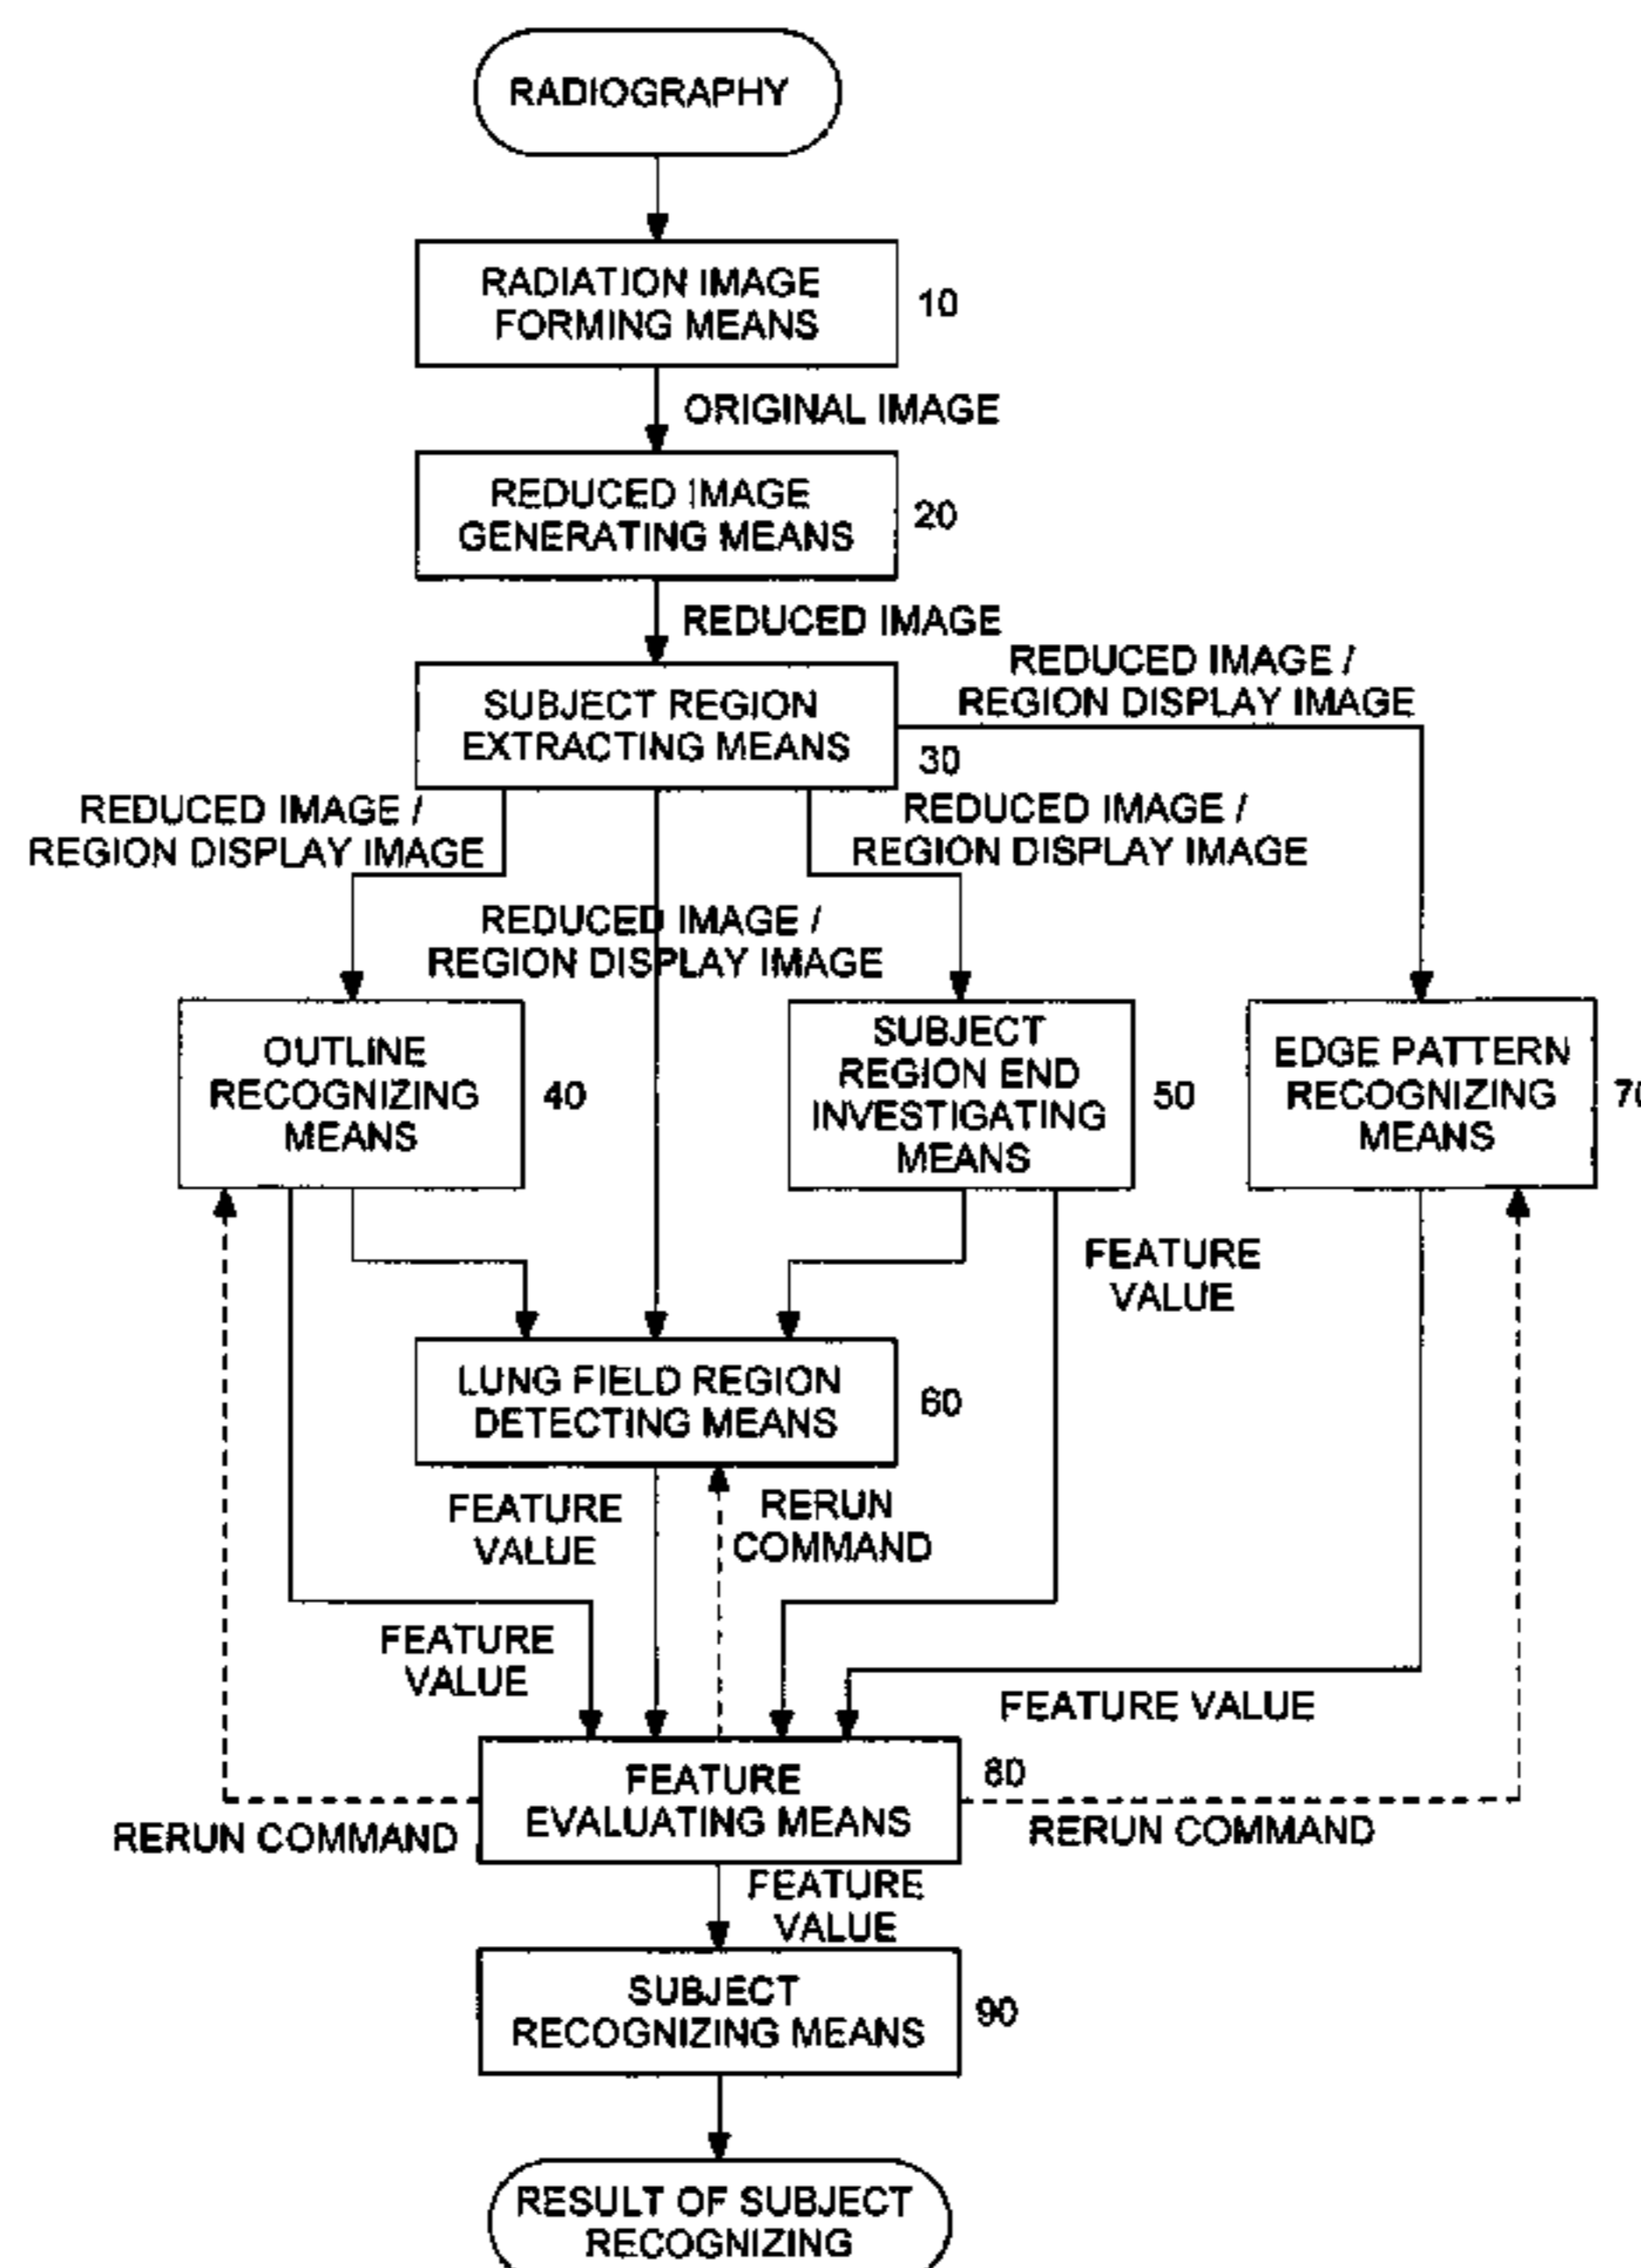 RADIOGRAPHY
RADIATION IMAGE
FORMING MEANS
10
ORIGINAL IMAGE
REDUCED IMAGE
GENERATING MEANS
20
REDUCED IMAGE
REDUCED IMAGE /
REGION DISPLAY IMAGE
SUBJECT REGION
EXTRACTING MEANS
30
REDUCED IMAGE /
REGION DISPLAY IMAGE
REDUCED IMAGE /
REGION DISPLAY IMAGE
REDUCED IMAGE /
REGION DISPLAY IMAGE
OUTLINE
RECOGNIZING
MEANS
40
SUBJECT
REGION END
INVESTIGATING
MEANS
50
EDGE PATTERN
RECOGNIZING
MEANS
70
FEATURE
VALUE
LUNG FIELD REGION
DETECTING MEANS
60
FEATURE
VALUE
RERUN
COMMAND
FEATURE
VALUE
FEATURE VALUE
FEATURE
EVALUATING MEANS
80
RERUN COMMAND
RERUN COMMAND
FEATURE
VALUE
SUBJECT
RECOGNIZING MEANS
90
RESULT OF SUBJECT
RECOGNIZING